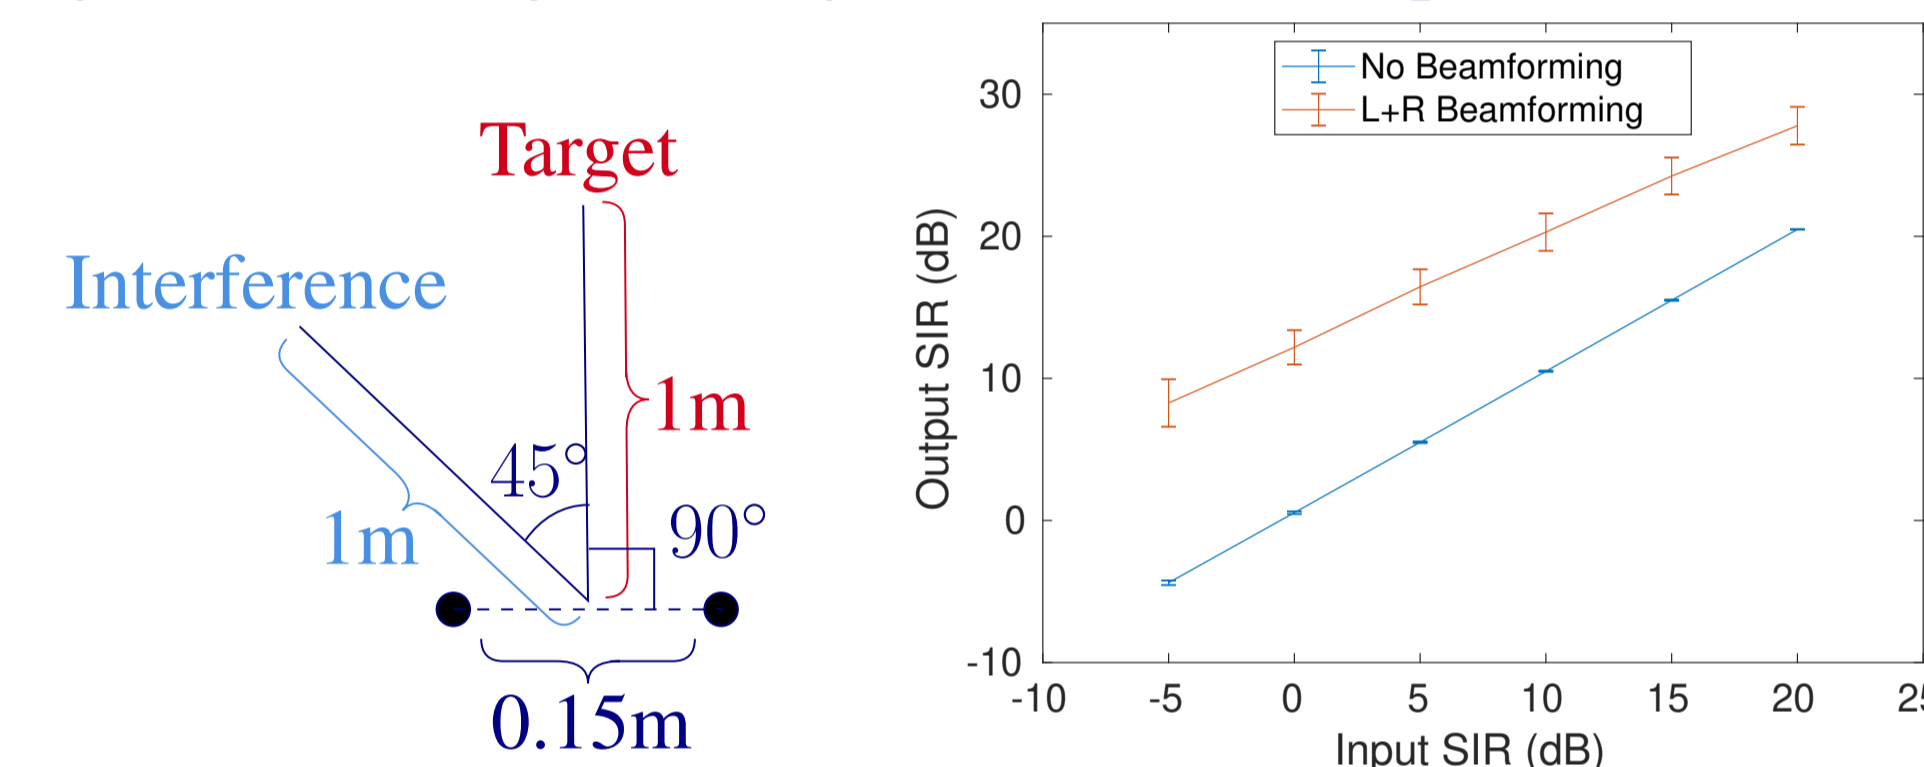 Target
Interference
1m
45°
90°
1m
0.15m
No Beamforming
L+R Beamforming
Output SIR (dB)
30
20
10
0
-10
-10 -5 0 5 10 15 20
Input SIR (dB)